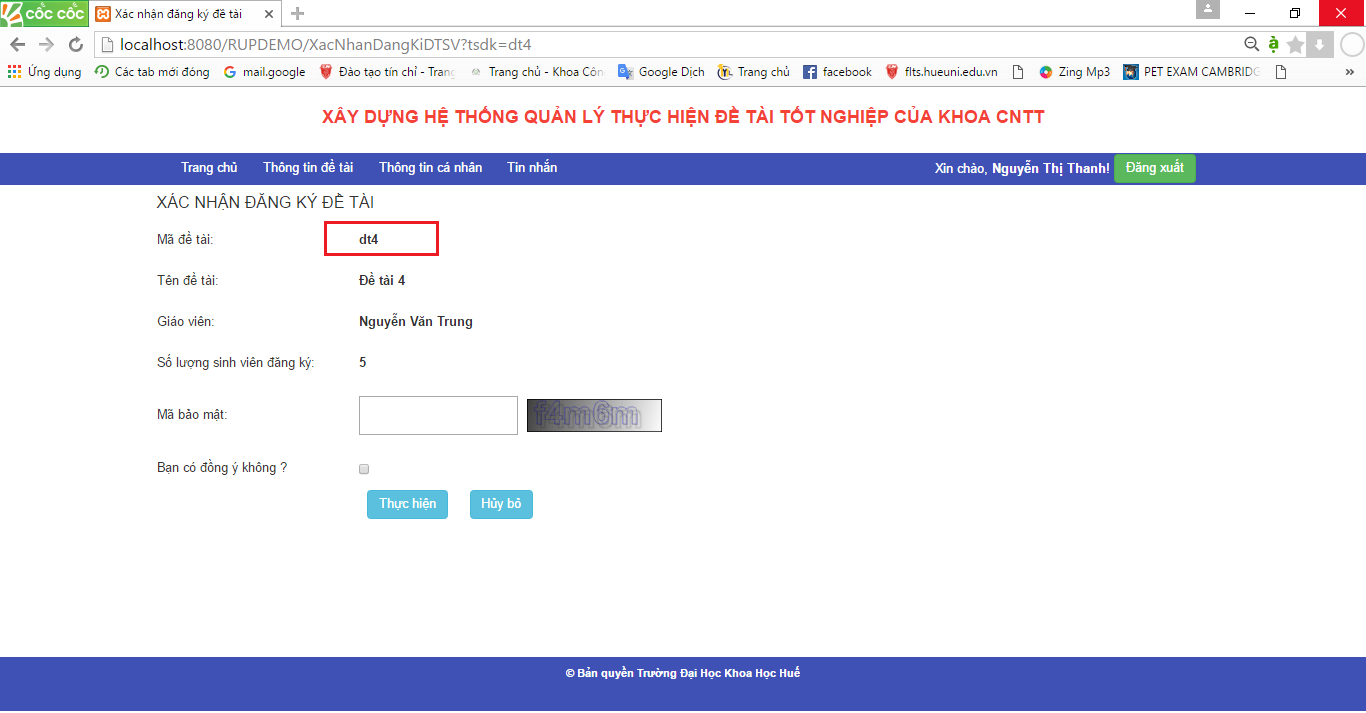 cốc cốc
Xác nhận đăng ký đề tài
localhost:8080/RUPDEMO/XacNhanDangKiDTSV?tsdk=dt4
Ứng dụng Các tab mới đóng mail.google Đào tạo tín chỉ - Trang Trang chủ - Khoa Côn Google Dịch Trang chủ facebook flts.hueuni.edu.vn Zing Mp3 PET EXAM CAMBRIDG »
XÂY DỰNG HỆ THỐNG QUẢN LÝ THỰC HIỆN ĐỀ TÀI TỐT NGHIỆP CỦA KHOA CNTT
Trang chủ Thông tin đề tài Thông tin cá nhân Tin nhắn Xin chào, Nguyễn Thị Thanh! Đăng xuất
XÁC NHẬN ĐĂNG KÝ ĐỀ TÀI
Mã đề tài: dt4
Tên đề tài: Đề tài 4
Giáo viên: Nguyễn Văn Trung
Số lượng sinh viên đăng ký: 5
Mã bảo mật: f4m6m
Bạn có đồng ý không ?
Thực hiện Hủy bỏ
© Bản quyền Trường Đại Học Khoa Học Huế